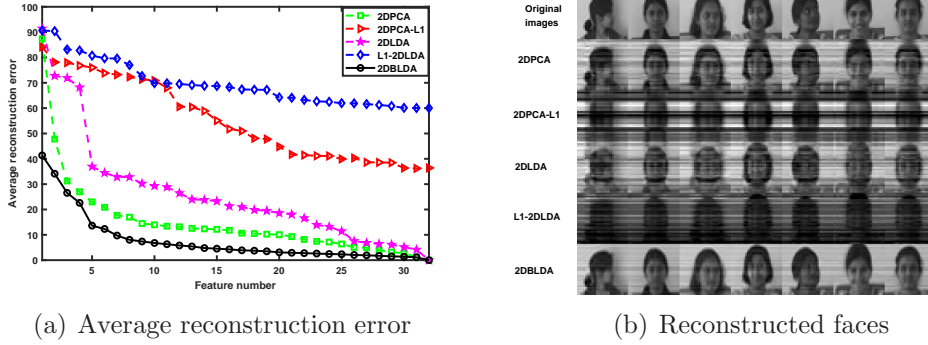 100
90
80
70
60
50
40
30
20
10
0
Average reconstruction error
5 10 15 20 25 30
Feature number
2DPCA
2DPCA-L1
2DLDA
L1-2DLDA
2DBLDA
(a) Average reconstruction error
Original
images
2DPCA
2DPCA-L1
2DLDA
L1-2DLDA
2DBLDA
(b) Reconstructed faces